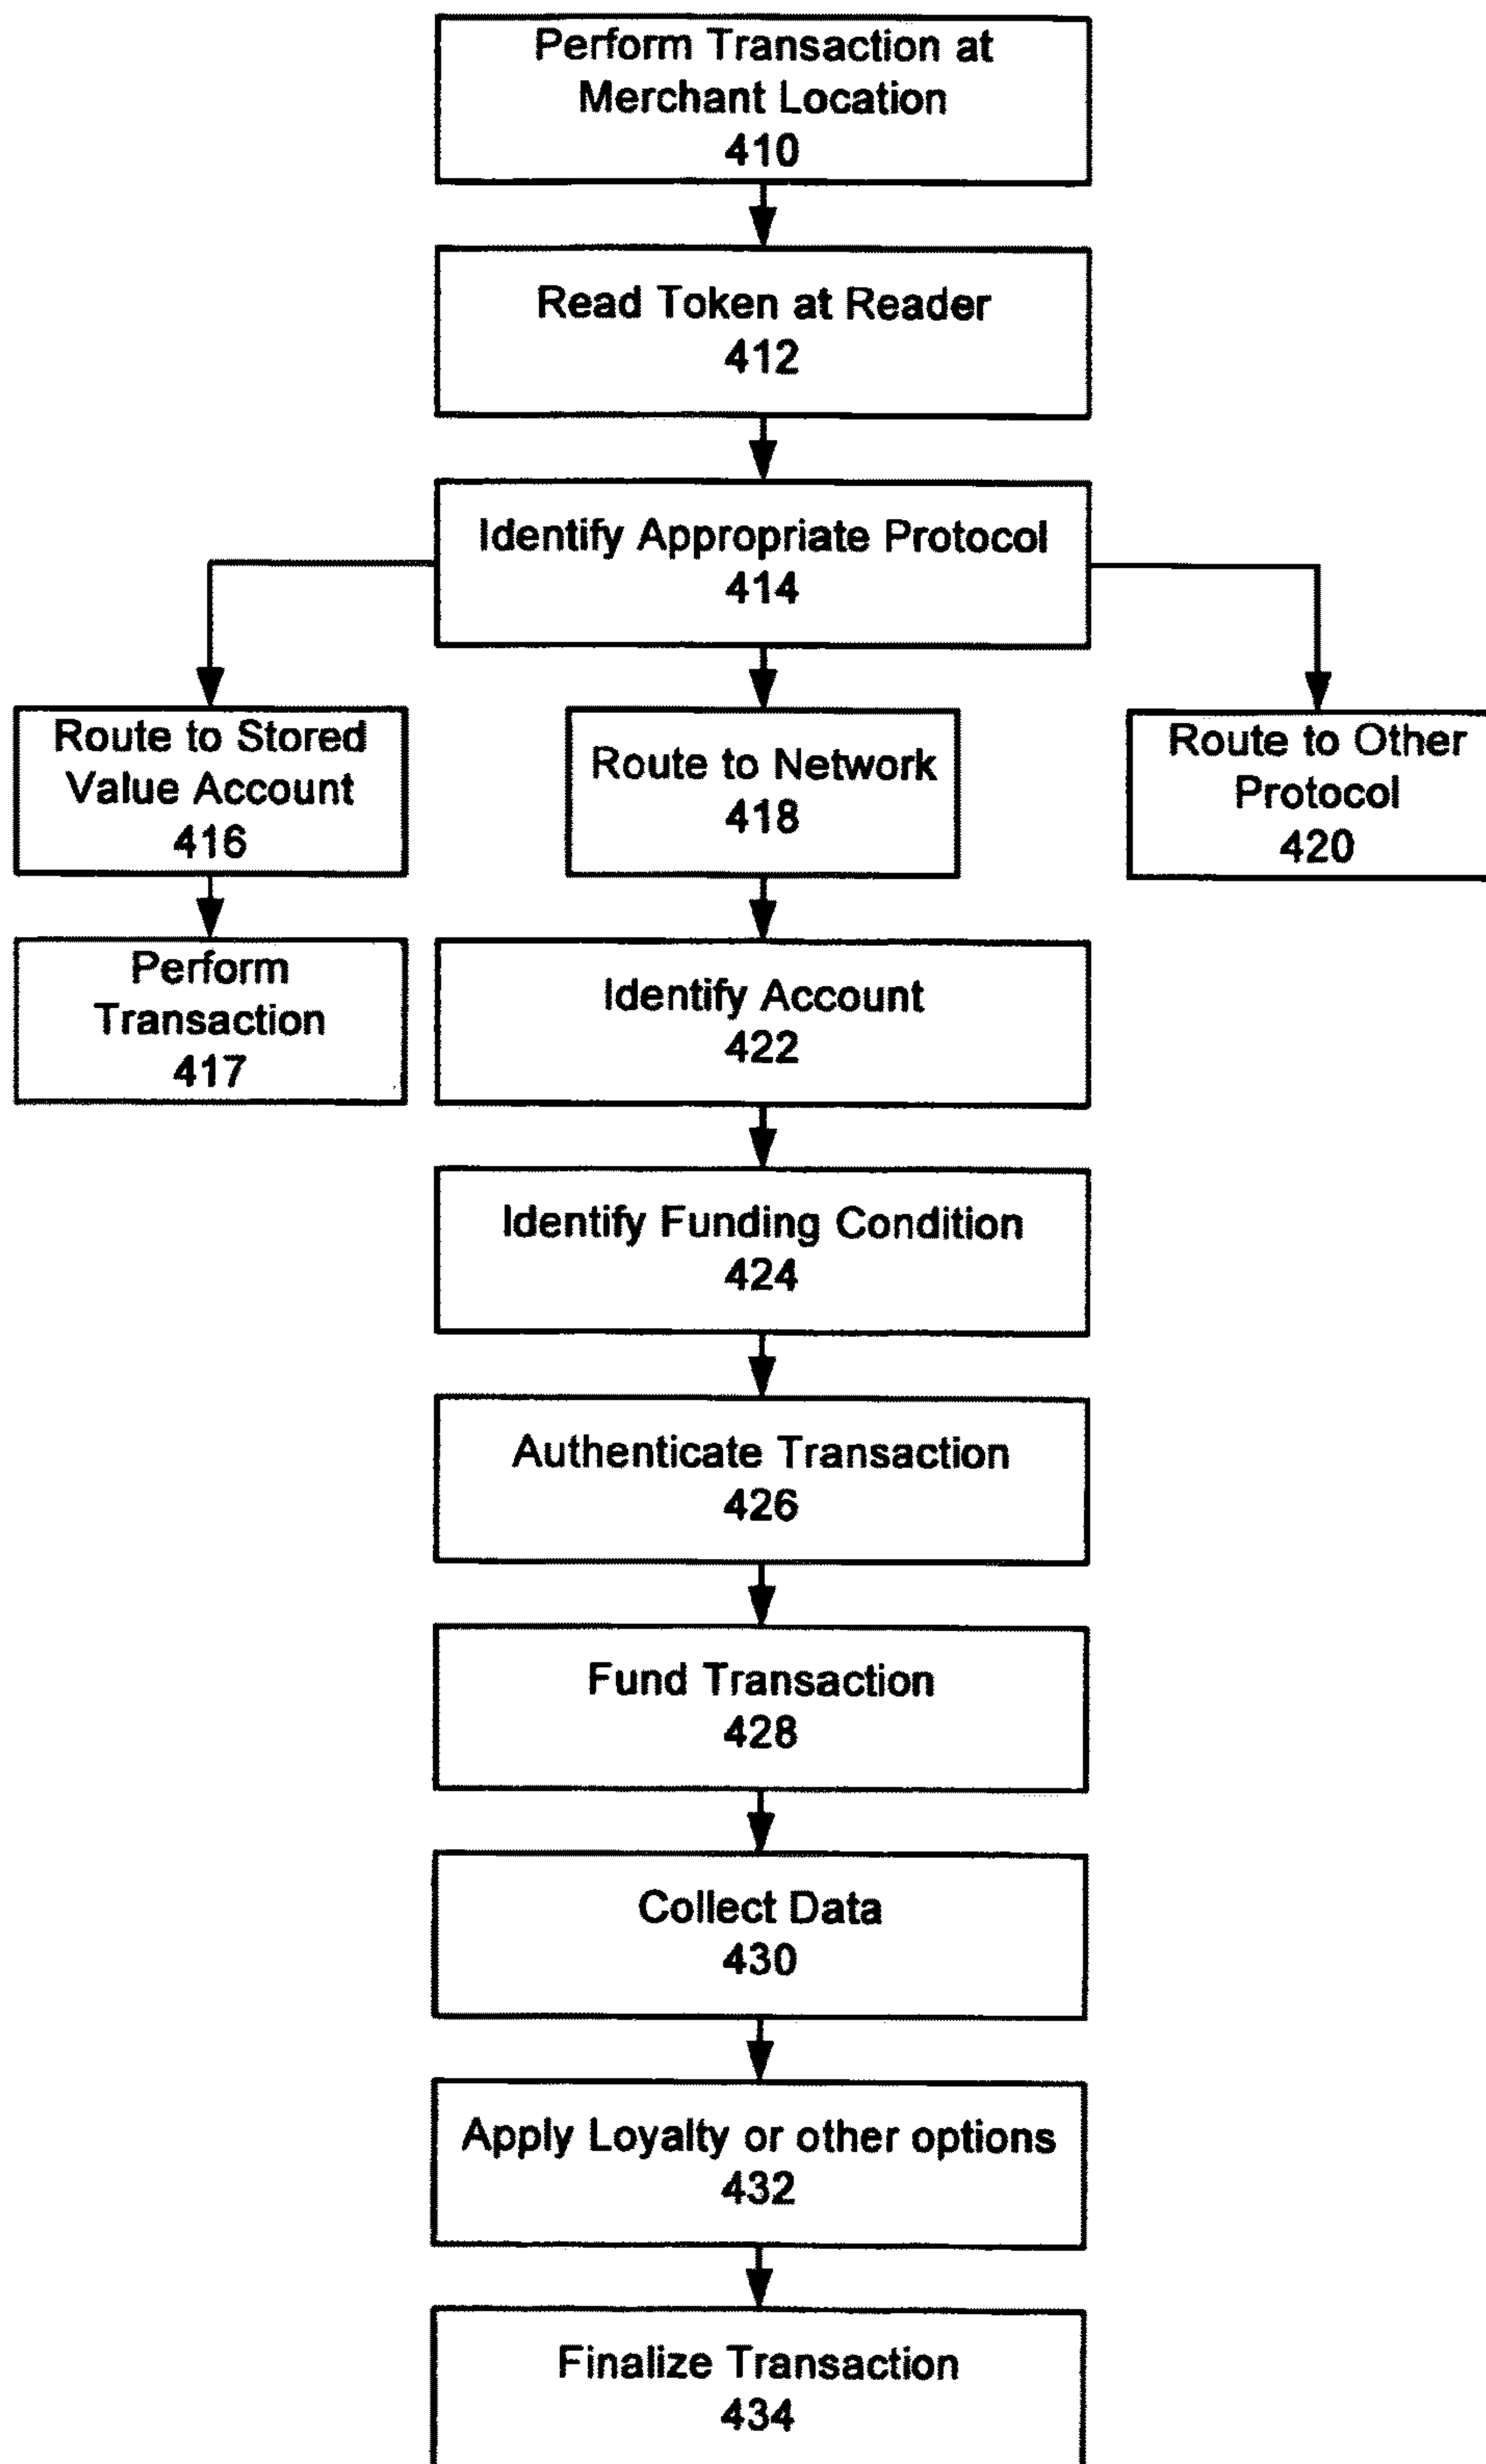 Perform Transaction at
Merchant Location
410
Read Token at Reader
412
Identify Appropriate Protocol
414
Route to Stored
Value Account
416
Route to Network
418
Route to Other
Protocol
420
Perform
Transaction
417
Identify Account
422
Identify Funding Condition
424
Authenticate Transaction
426
Fund Transaction
428
Collect Data
430
Apply Loyalty or other options
432
Finalize Transaction
434